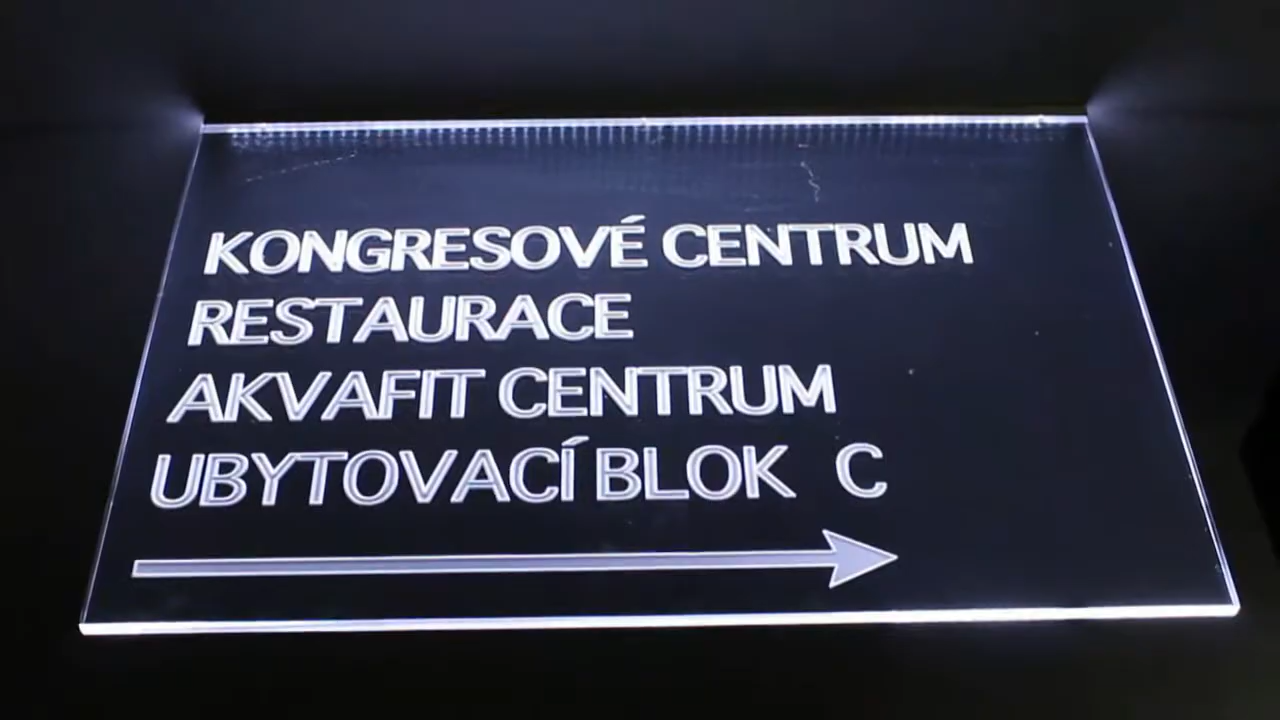 KONGRESOVÉ CENTRUM
RESTAURACE
AKVAFIT CENTRUM
UBYTOVACÍ BLOK C